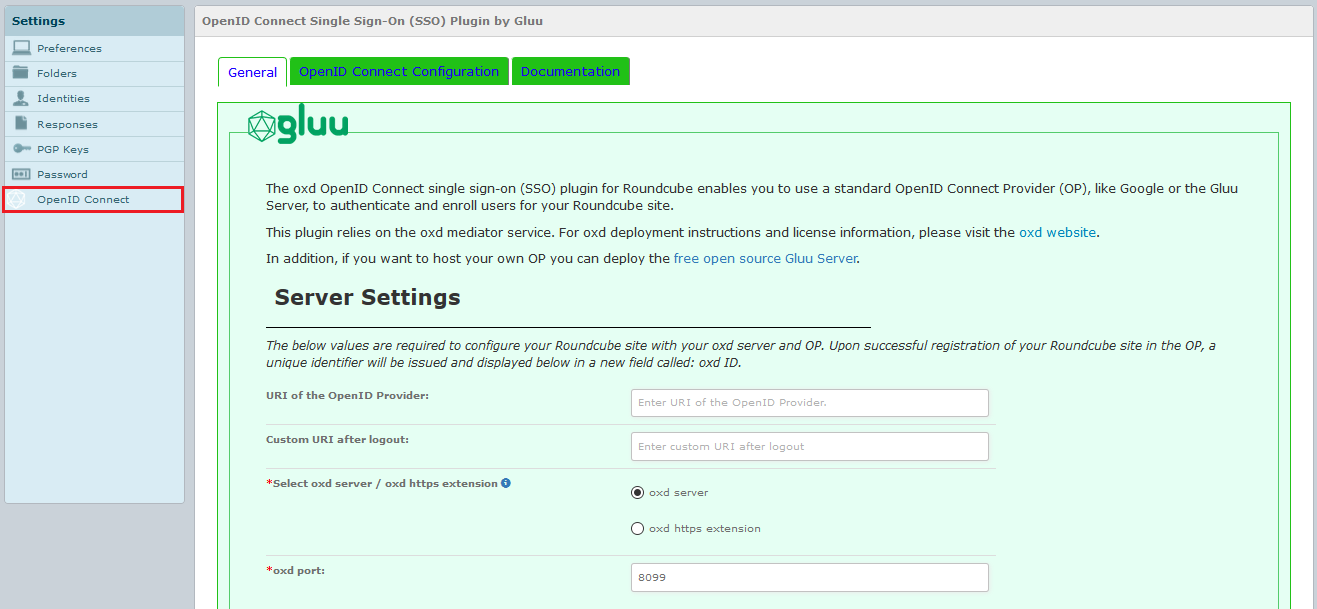 Settings
Preferences
Folders
Identities
Responses
PGP Keys
Password
OpenID Connect
OpenID Connect Single Sign-On (SSO) Plugin by Gluu
General
OpenID Connect Configuration
Documentation
gluu
The oxd OpenID Connect single sign-on (SSO) plugin for Roundcube enables you to use a standard OpenID Connect Provider (OP), like Google or the Gluu
Server, to authenticate and enroll users for your Roundcube site.
This plugin relies on the oxd mediator service. For oxd deployment instructions and license information, please visit the oxd website.
In addition, if you want to host your own OP you can deploy the free open source Gluu Server.
Server Settings
The below values are required to configure your Roundcube site with your oxd server and OP. Upon successful registration of your Roundcube site in the OP, a
unique identifier will be issued and displayed below in a new field called: oxd ID.
URI of the OpenID Provider:
Enter URI of the OpenID Provider.
Custom URI after logout:
Enter custom URI after logout
*Select oxd server / oxd https extension
oxd server
oxd https extension
*oxd port:
8099